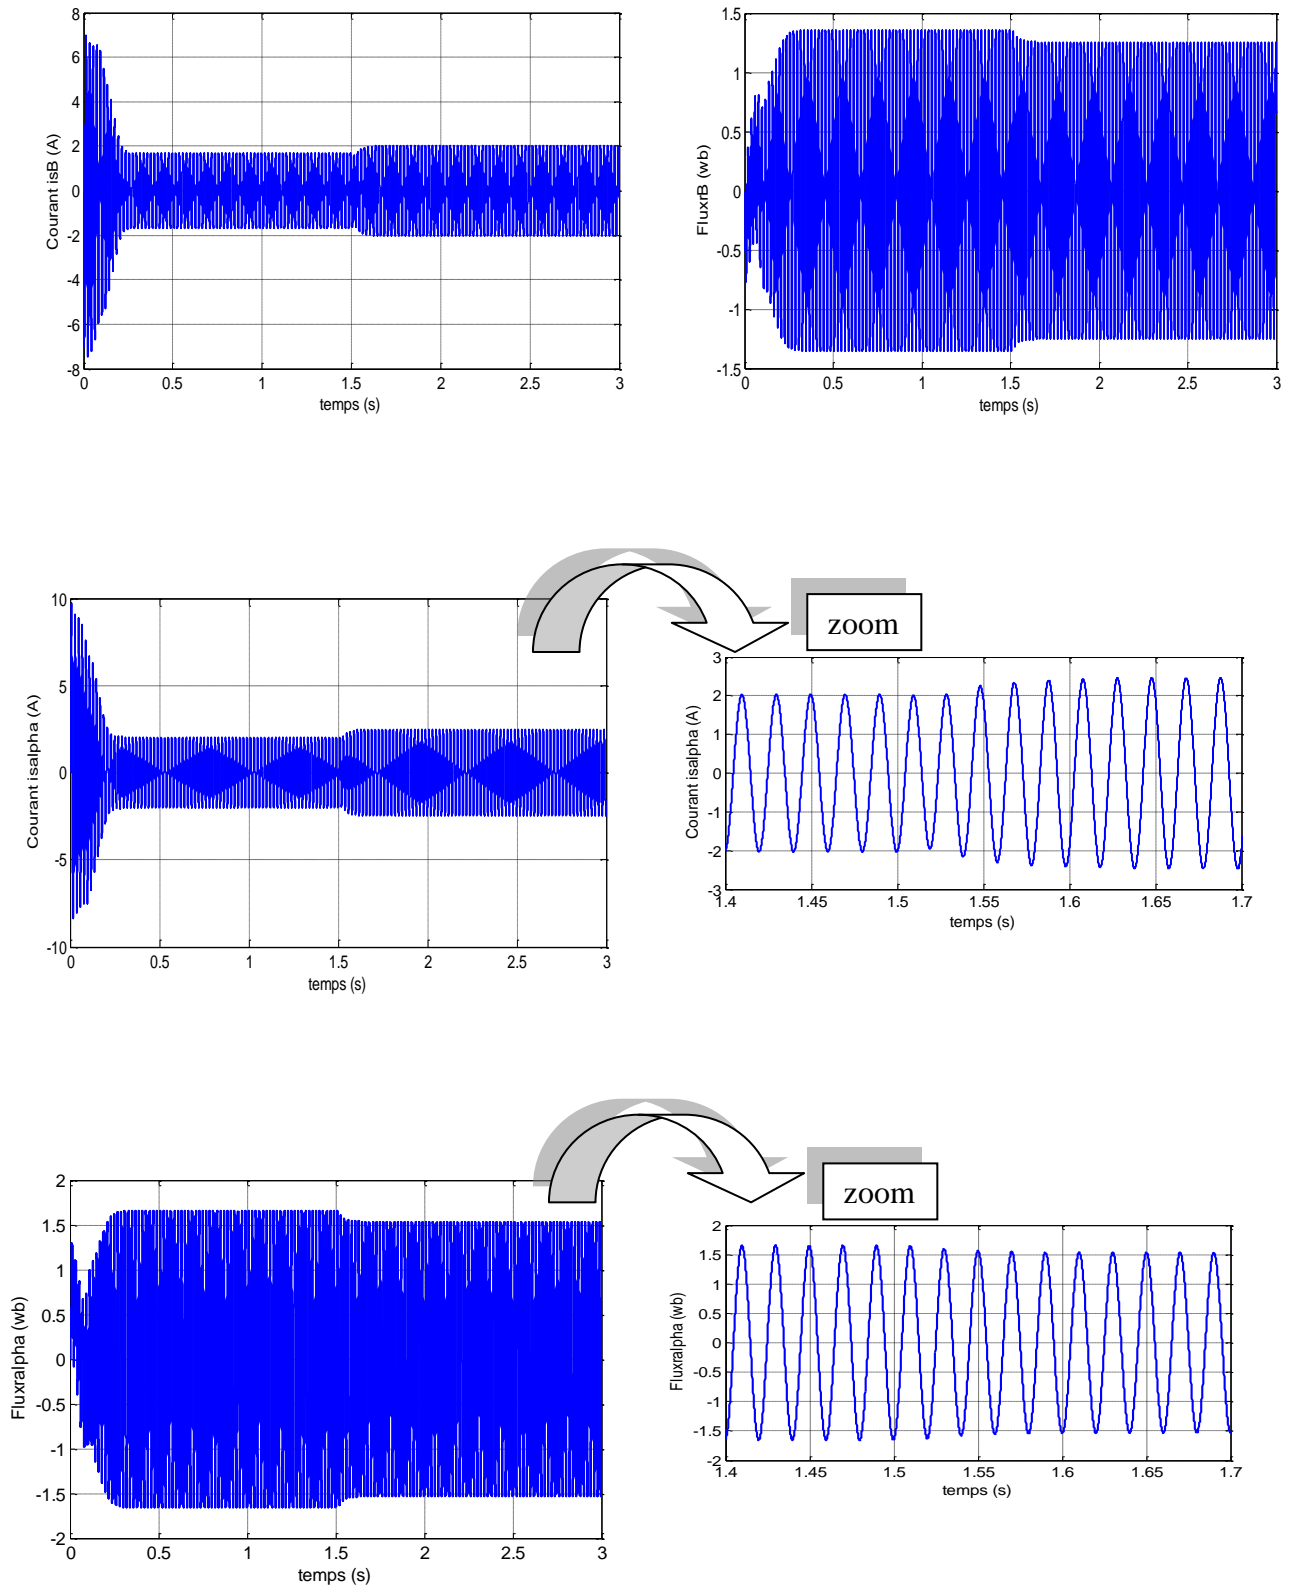 8
6
4
2
0
-2
-4
-6
-8
0 0.5 1 1.5 2 2.5 3
temps (s)
Courant isB (A)
1.5
1
0.5
0
-0.5
-1
-1.5
0 0.5 1 1.5 2 2.5 3
temps (s)
FluxrB (wb)
10
5
0
-5
-10
0 0.5 1 1.5 2 2.5 3
temps (s)
Courant isalpha (A)
zoom
3
2
1
0
-1
-2
-3
1.4 1.45 1.5 1.55 1.6 1.65 1.7
temps (s)
Courant isalpha (A)
2
1.5
1
0.5
0
-0.5
-1
-1.5
-2
0 0.5 1 1.5 2 2.5 3
temps (s)
Fluxralpha (wb)
zoom
2
1.5
1
0.5
0
-0.5
-1
-1.5
-2
1.4 1.45 1.5 1.55 1.6 1.65 1.7
temps (s)
Fluxralpha (wb)